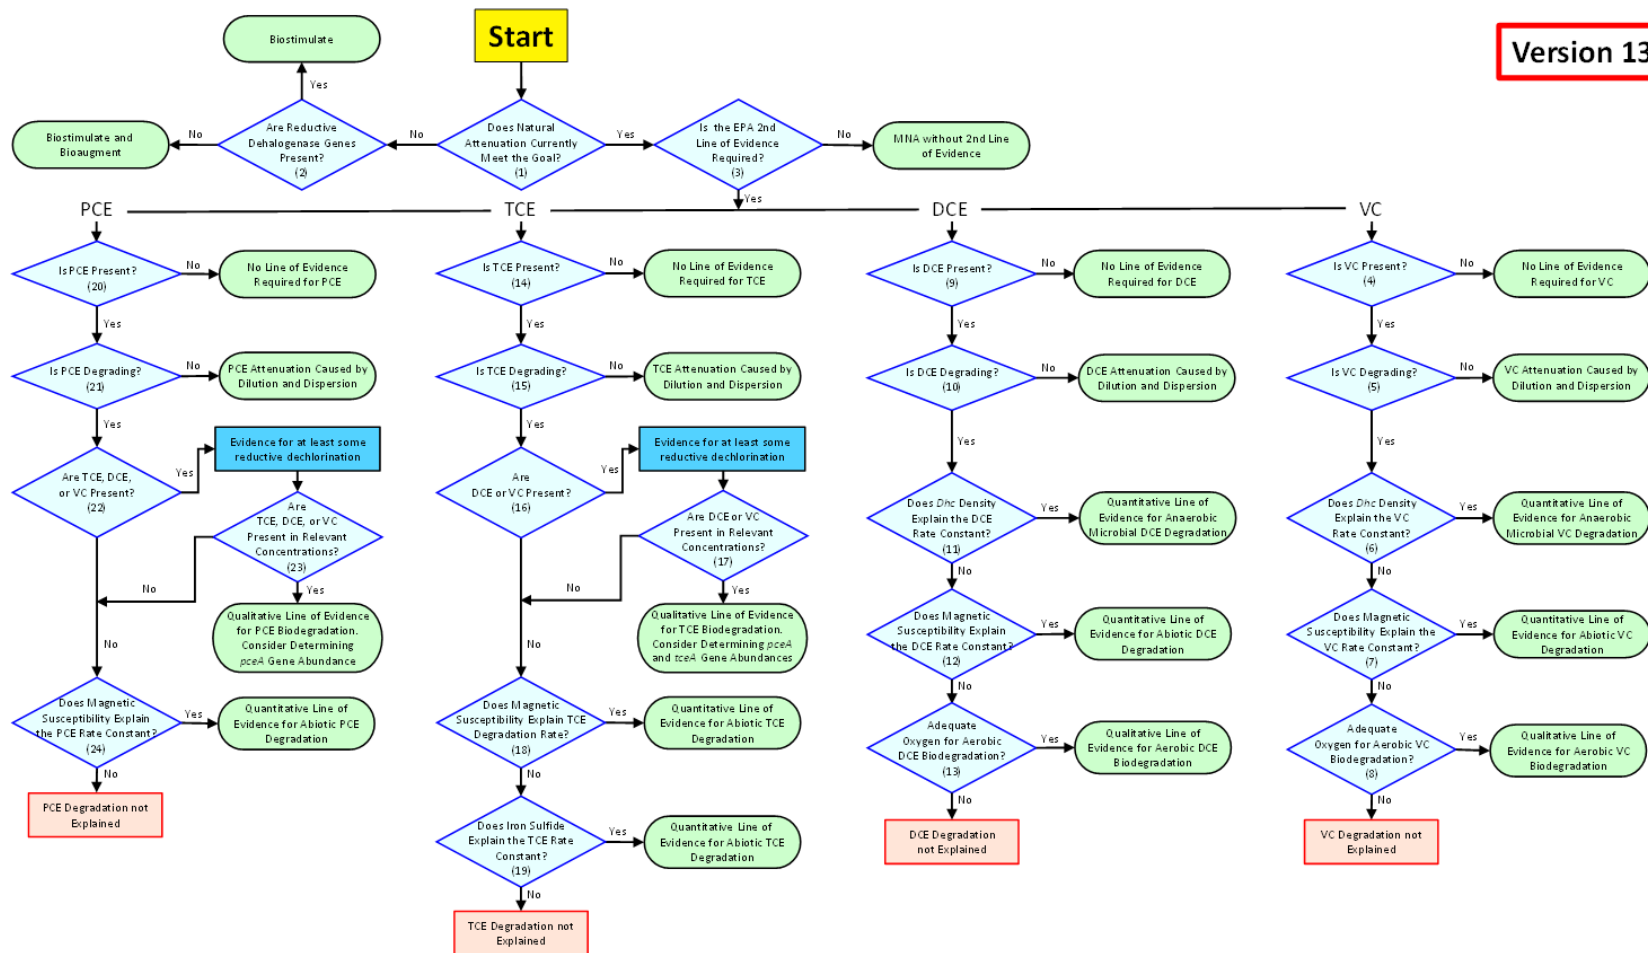 Start
Version 13
Biostimulate
Yes
Biostimulate and
Bioaugment
No
Are Reductive
Dehalogenase Genes
Present?
(2)
No
Does Natural
Attenuation Currently
Meet the Goal?
(1)
Yes
Is the EPA 2nd
Line of Evidence
Required?
(3)
No
MNA without 2nd Line
of Evidence
Yes
PCE
TCE
DCE
VC
Is PCE Present?
(20)
No
No Line of Evidence
Required for PCE
Yes
Is PCE Degrading?
(21)
No
PCE Attenuation Caused by
Dilution and Dispersion
Yes
Are TCE, DCE,
or VC Present?
(22)
Yes
Evidence for at least some
reductive dechlorination
Are
TCE, DCE, or VC
Present in Relevant
Concentrations?
(23)
No
Yes
Qualitative Line of Evidence
for PCE Biodegradation.
Consider Determining
pceA Gene Abundance
No
Does Magnetic
Susceptibility Explain
the PCE Rate Constant?
(24)
Yes
Quantitative Line of
Evidence for Abiotic PCE
Degradation
No
PCE Degradation not
Explained
Is TCE Present?
(14)
No
No Line of Evidence
Required for TCE
Yes
Is TCE Degrading?
(15)
No
TCE Attenuation Caused by
Dilution and Dispersion
Yes
Are
DCE or VC Present?
(16)
Yes
Evidence for at least some
reductive dechlorination
Are DCE or VC
Present in Relevant
Concentrations?
(17)
No
Yes
Qualitative Line of Evidence
for TCE Biodegradation.
Consider Determining pceA
and tceA Gene Abundances
No
Does Magnetic
Susceptibility Explain TCE
Degradation Rate?
(18)
Yes
Quantitative Line of
Evidence for Abiotic TCE
Degradation
No
Does Iron Sulfide
Explain the TCE Rate
Constant?
(19)
Yes
Quantitative Line of
Evidence for Abiotic TCE
Degradation
No
TCE Degradation not
Explained
Is DCE Present?
(9)
No
No Line of Evidence
Required for DCE
Yes
Is DCE Degrading?
(10)
No
DCE Attenuation Caused by
Dilution and Dispersion
Yes
Does Dhc Density
Explain the DCE
Rate Constant?
(11)
Yes
Quantitative Line of
Evidence for Anaerobic
Microbial DCE Degradation
No
Does Magnetic
Susceptibility Explain
the DCE Rate Constant?
(12)
Yes
Quantitative Line of
Evidence for Abiotic DCE
Degradation
No
Adequate
Oxygen for Aerobic
DCE Biodegradation?
(13)
Yes
Qualitative Line of
Evidence for Aerobic DCE
Biodegradation
No
DCE Degradation
not Explained
Is VC Present?
(4)
No
No Line of Evidence
Required for VC
Yes
Is VC Degrading?
(5)
No
VC Attenuation Caused by
Dilution and Dispersion
Yes
Does Dhc Density
Explain the VC
Rate Constant?
(6)
Yes
Quantitative Line of
Evidence for Anaerobic
Microbial VC Degradation
No
Does Magnetic
Susceptibility Explain the
VC Rate Constant?
(7)
Yes
Quantitative Line of
Evidence for Abiotic VC
Degradation
No
Adequate
Oxygen for Aerobic VC
Biodegradation?
(8)
Yes
Qualitative Line of
Evidence for Aerobic VC
Biodegradation
No
VC Degradation not
Explained